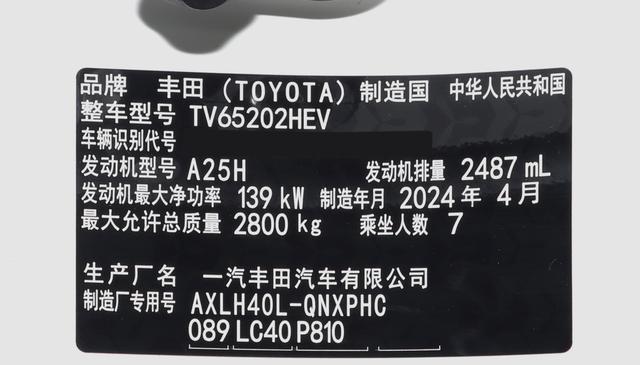 品牌 丰田（TOYOTA）制造国 中华人民共和国
整车型号 TV65202HEV
车辆识别代号
发动机型号 A25H 发动机排量 2487 mL
发动机最大净功率 139 kW 制造年月 2024 年 4 月
最大允许总质量 2800 kg 乘坐人数 7
生产厂名 一汽丰田汽车有限公司
制造厂专用号 AXLH40L-QNXPHC
089 LC40 P810